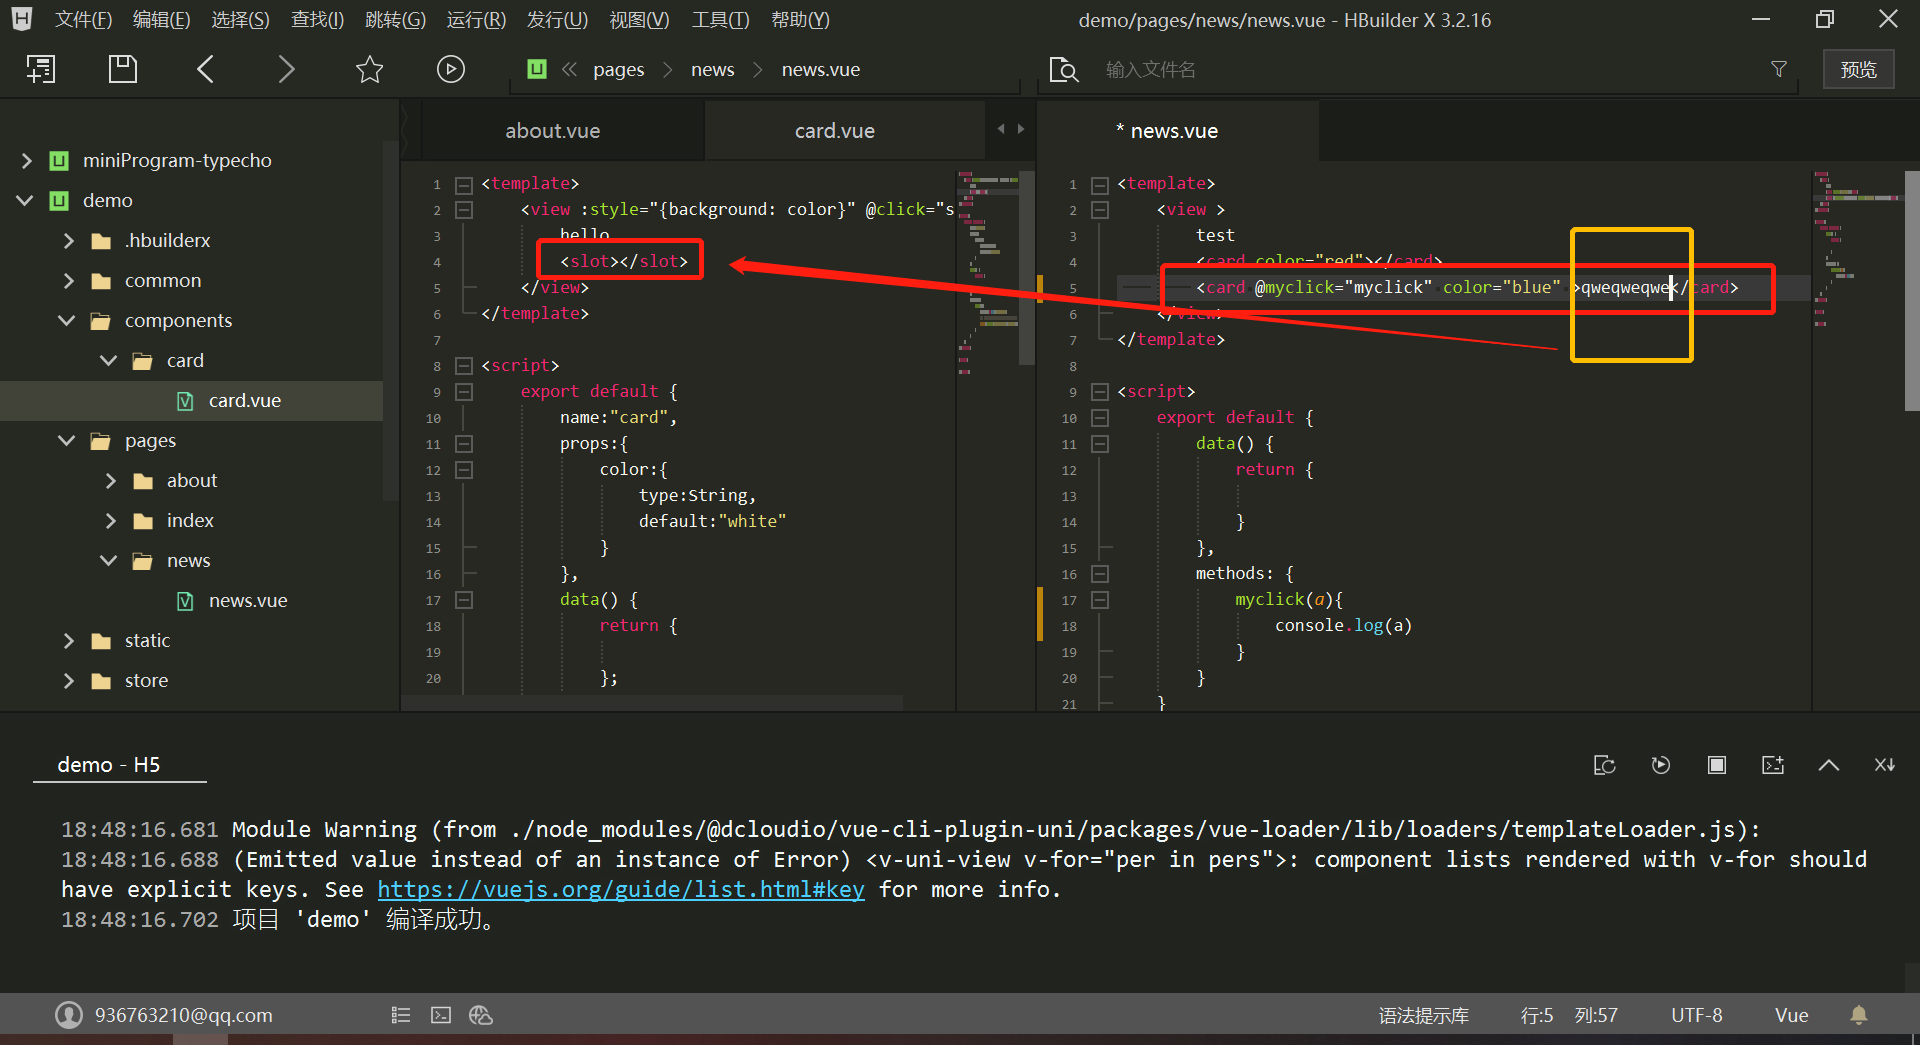 文件(F) 编辑(E) 选择(S) 查找(I) 跳转(G) 运行(R) 发行(U) 视图(V) 工具(T) 帮助(Y) demo/pages/news/news.vue - HBuilder X 3.2.16
pages news news.vue 输入文件名 预览
miniProgram-typecho
demo
.hbuilderx
common
components
card
card.vue
pages
about
index
news
news.vue
static
store
about.vue card.vue
1 <template>
2 <view :style="{background: color}" @click="s
3 hello
4 <slot></slot>
5 </view>
6 </template>
7
8 <script>
9 export default {
10 name:"card",
11 props:{
12 color:{
13 type:String,
14 default:"white"
15 }
16 },
17 data() {
18 return {
19
20 };
* news.vue
1 <template>
2 <view >
3 test
4 <card color="red"></card>
5 <card @myclick="myclick" color="blue" >qweqweqwe</card>
6 </view>
7 </template>
8
9 <script>
10 export default {
11 data() {
12 return {
13
14 }
15 },
16 methods: {
17 myclick(a){
18 console.log(a)
19 }
20 }
21 }
demo - H5
18:48:16.681 Module Warning (from ./node_modules/@dcloudio/vue-cli-plugin-uni/packages/vue-loader/lib/loaders/templateLoader.js):
18:48:16.688 (Emitted value instead of an instance of Error) <v-uni-view v-for="per in pers">: component lists rendered with v-for should
have explicit keys. See https://vuejs.org/guide/list.html#key for more info.
18:48:16.702 项目 'demo' 编译成功。
936763210@qq.com 语法提示库 行:5 列:57 UTF-8 Vue